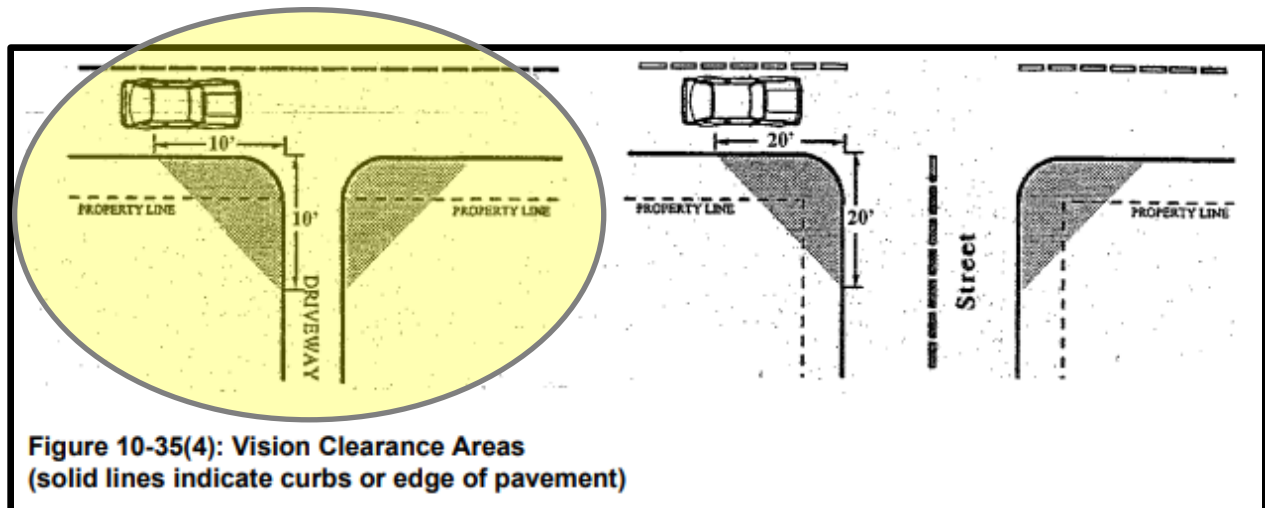 10'
10'
PROPERTY LINE
PROPERTY LINE
DRIVEWAY
20'
20'
PROPERTY LINE
PROPERTY LINE
Street
Figure 10-35(4): Vision Clearance Areas
(solid lines indicate curbs or edge of pavement)